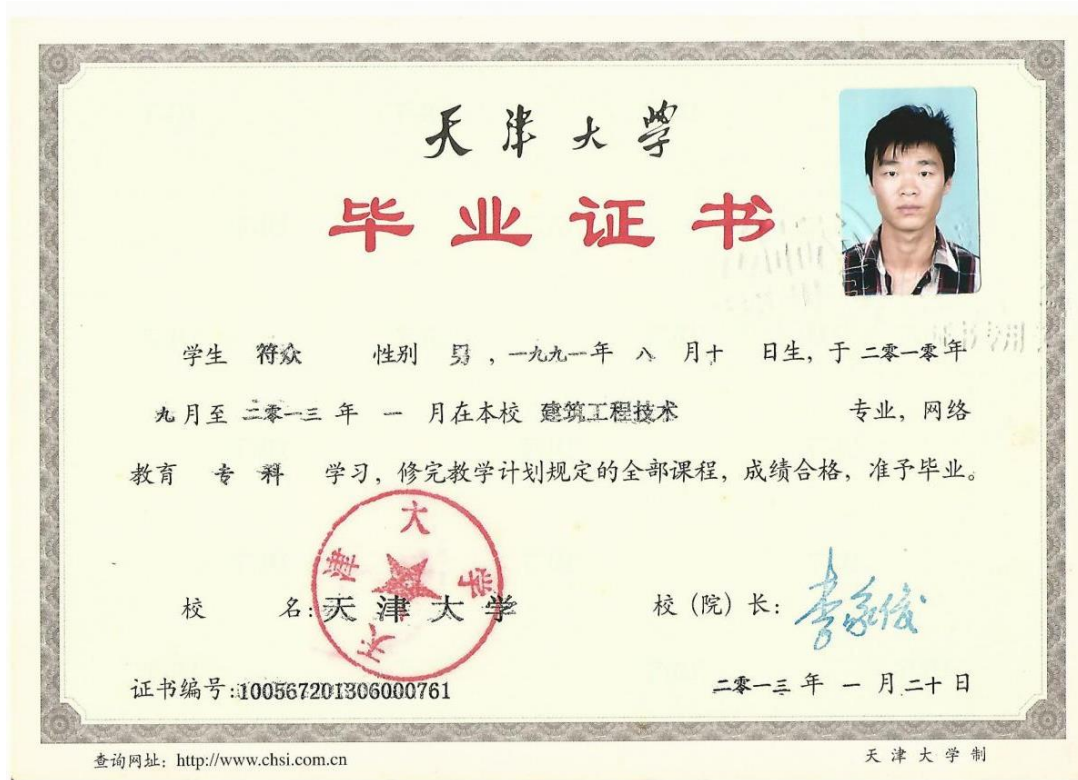 天津大学
毕业证书
学生 符众 性别 男，一九九一年 八 月十 日生，于二零一零年
九月至二零一三年 一 月在本校 建筑工程技术 专业，网络
教育 专科 学习，修完教学计划规定的全部课程，成绩合格，准予毕业。
天津大学
校 名：天津大学 校（院）长：李家俊
证书编号：100567201306000761 二零一三年 一 月二十日
查询网址：http://www.chsi.com.cn 天津大学制